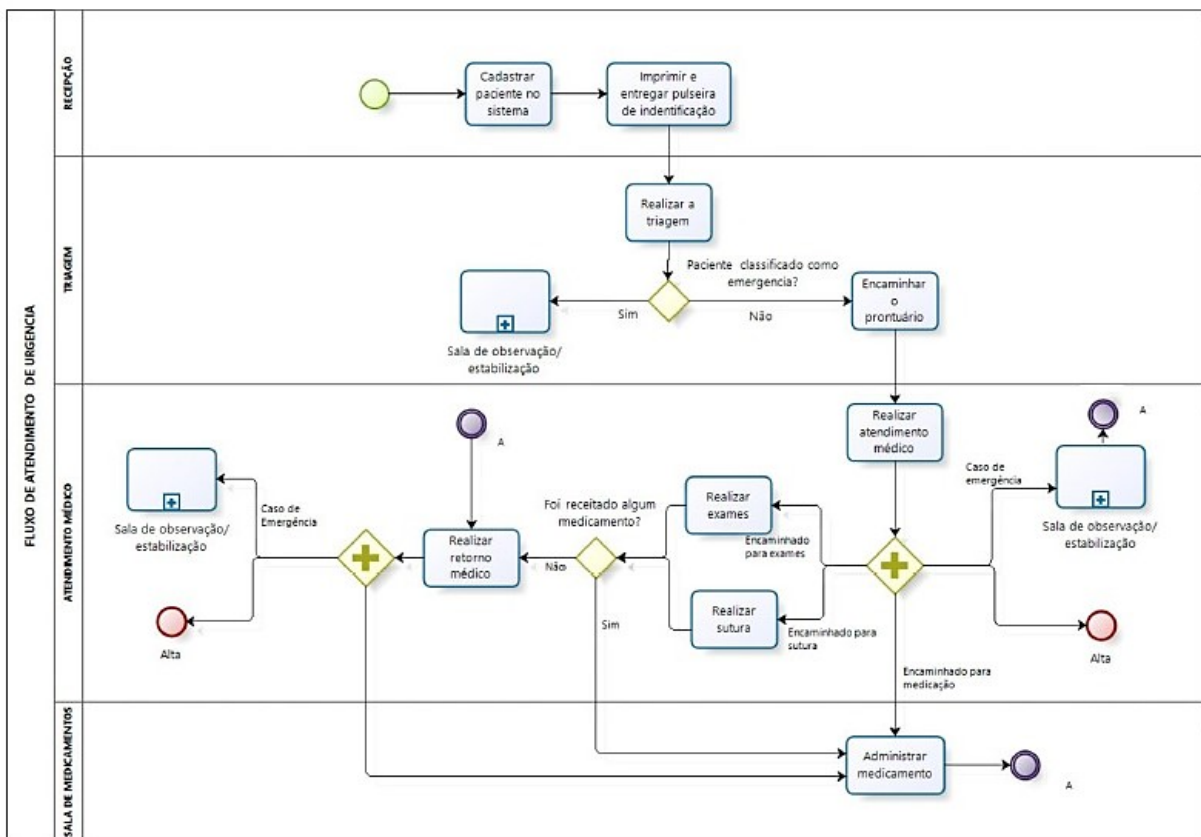 FLUXO DE ATENDIMENTO DE URGENCIA
RECEPÇÃO
Cadastrar
paciente no
sistema
Imprimir e
entregar pulseira
de indentificação
TRIAGEM
Realizar a
triagem
Paciente classificado como
emergencia?
Sim
Não
Sala de observação/
estabilização
Encaminhar
o
prontuário
ATENDIMENTO MÉDICO
Realizar
atendimento
médico
A
Caso de
emergência
Sala de observação/
estabilização
Alta
Encaminhado para
medicação
Realizar
exames
Encaminhado
para exames
Realizar
sutura
Encaminhado para
sutura
Foi receitado algum
medicamento?
Não
Sim
A
Realizar
retorno
médico
Caso de
Emergência
Sala de observação/
estabilização
Alta
SALA DE MEDICAMENTOS
Administrar
medicamento
A